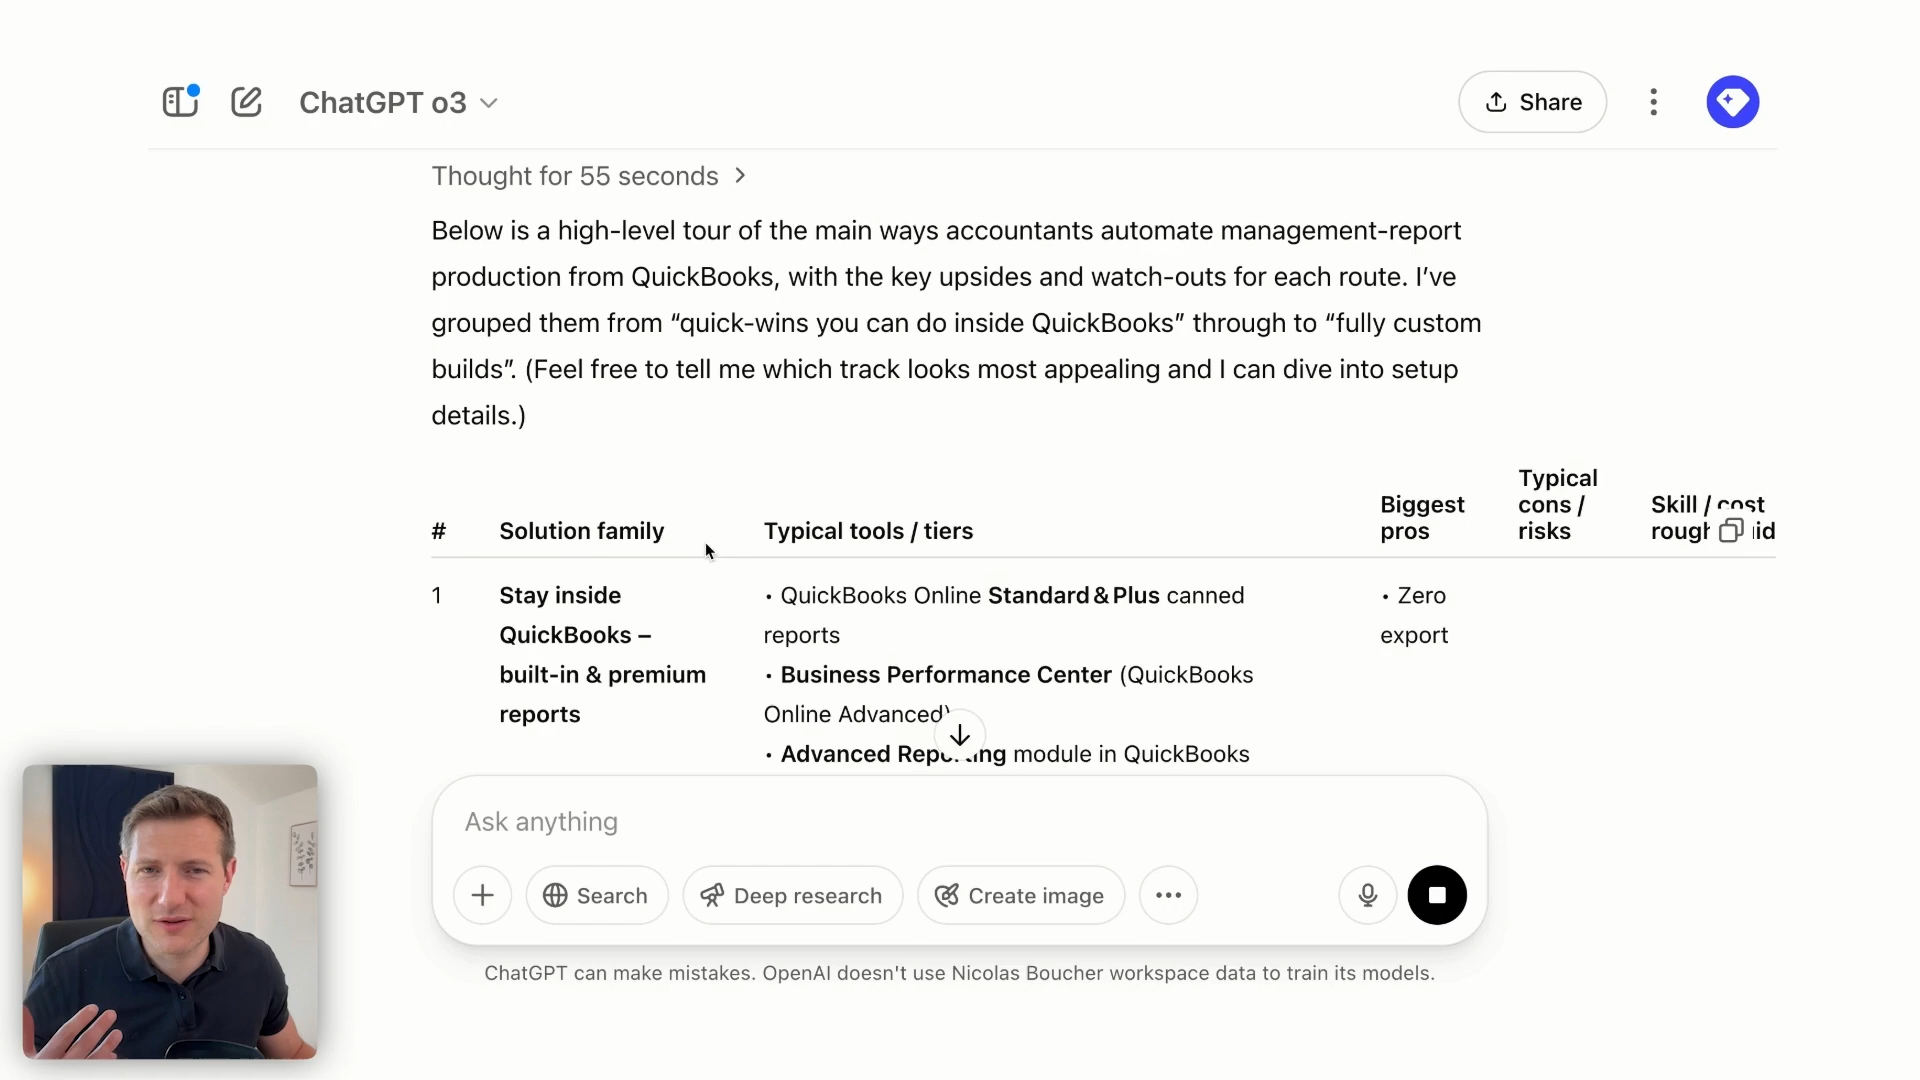 ChatGPT o3
Share
Thought for 55 seconds
Below is a high-level tour of the main ways accountants automate management-report
production from QuickBooks, with the key upsides and watch-outs for each route. I’ve
grouped them from “quick-wins you can do inside QuickBooks” through to “fully custom
builds”. (Feel free to tell me which track looks most appealing and I can dive into setup
details.)
# Solution family Typical tools / tiers Biggest pros Typical cons / risks Skill / cost
1 Stay inside QuickBooks – built-in & premium reports
• QuickBooks Online Standard & Plus canned
reports
• Business Performance Center (QuickBooks
Online Advanced)
• Advanced Reporting module in QuickBooks
• Zero
export
Ask anything
Search
Deep research
Create image
ChatGPT can make mistakes. OpenAI doesn't use Nicolas Boucher workspace data to train its models.